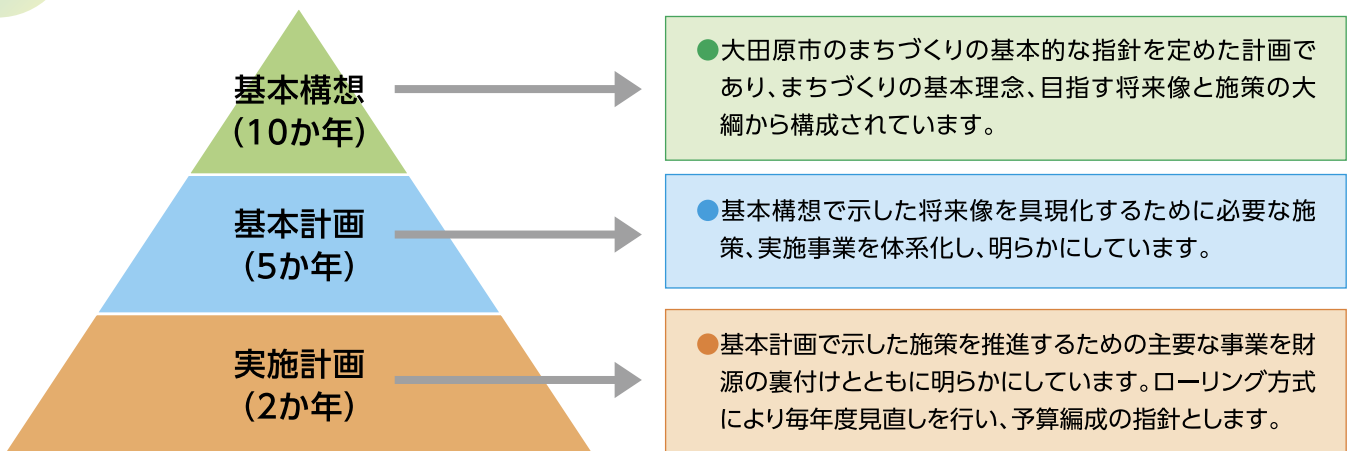 基本構想
(10か年)
●大田原市のまちづくりの基本的な指針を定めた計画で
あり、まちづくりの基本理念、目指す将来像と施策の大
綱から構成されています。
基本計画
(5か年)
●基本構想で示した将来像を具現化するために必要な施
策、実施事業を体系化し、明らかにしています。
実施計画
(2か年)
●基本計画で示した施策を推進するための主要な事業を財
源の裏付けとともに明らかにしています。ローリング方式
により毎年度見直しを行い、予算編成の指針とします。